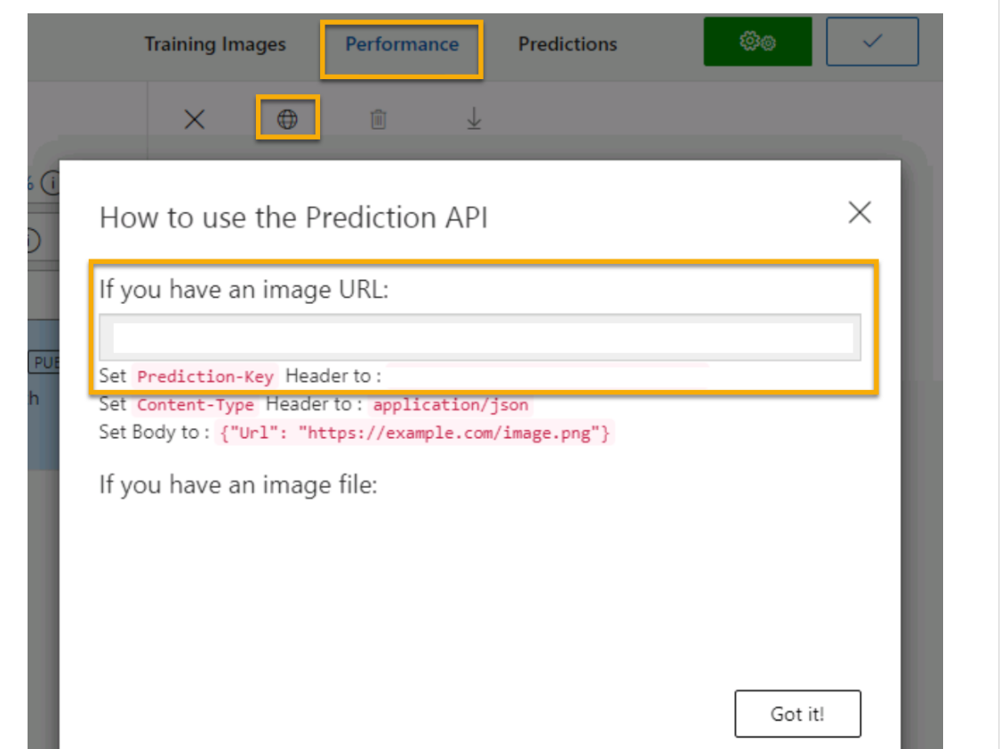 Training Images Performance Predictions
% i
i
How to use the Prediction API
If you have an image URL:
PUB
Set Prediction-Key Header to :
h
Set Content-Type Header to : application/json
Set Body to : {"Url": "https://example.com/image.png"}
If you have an image file:
Got it!